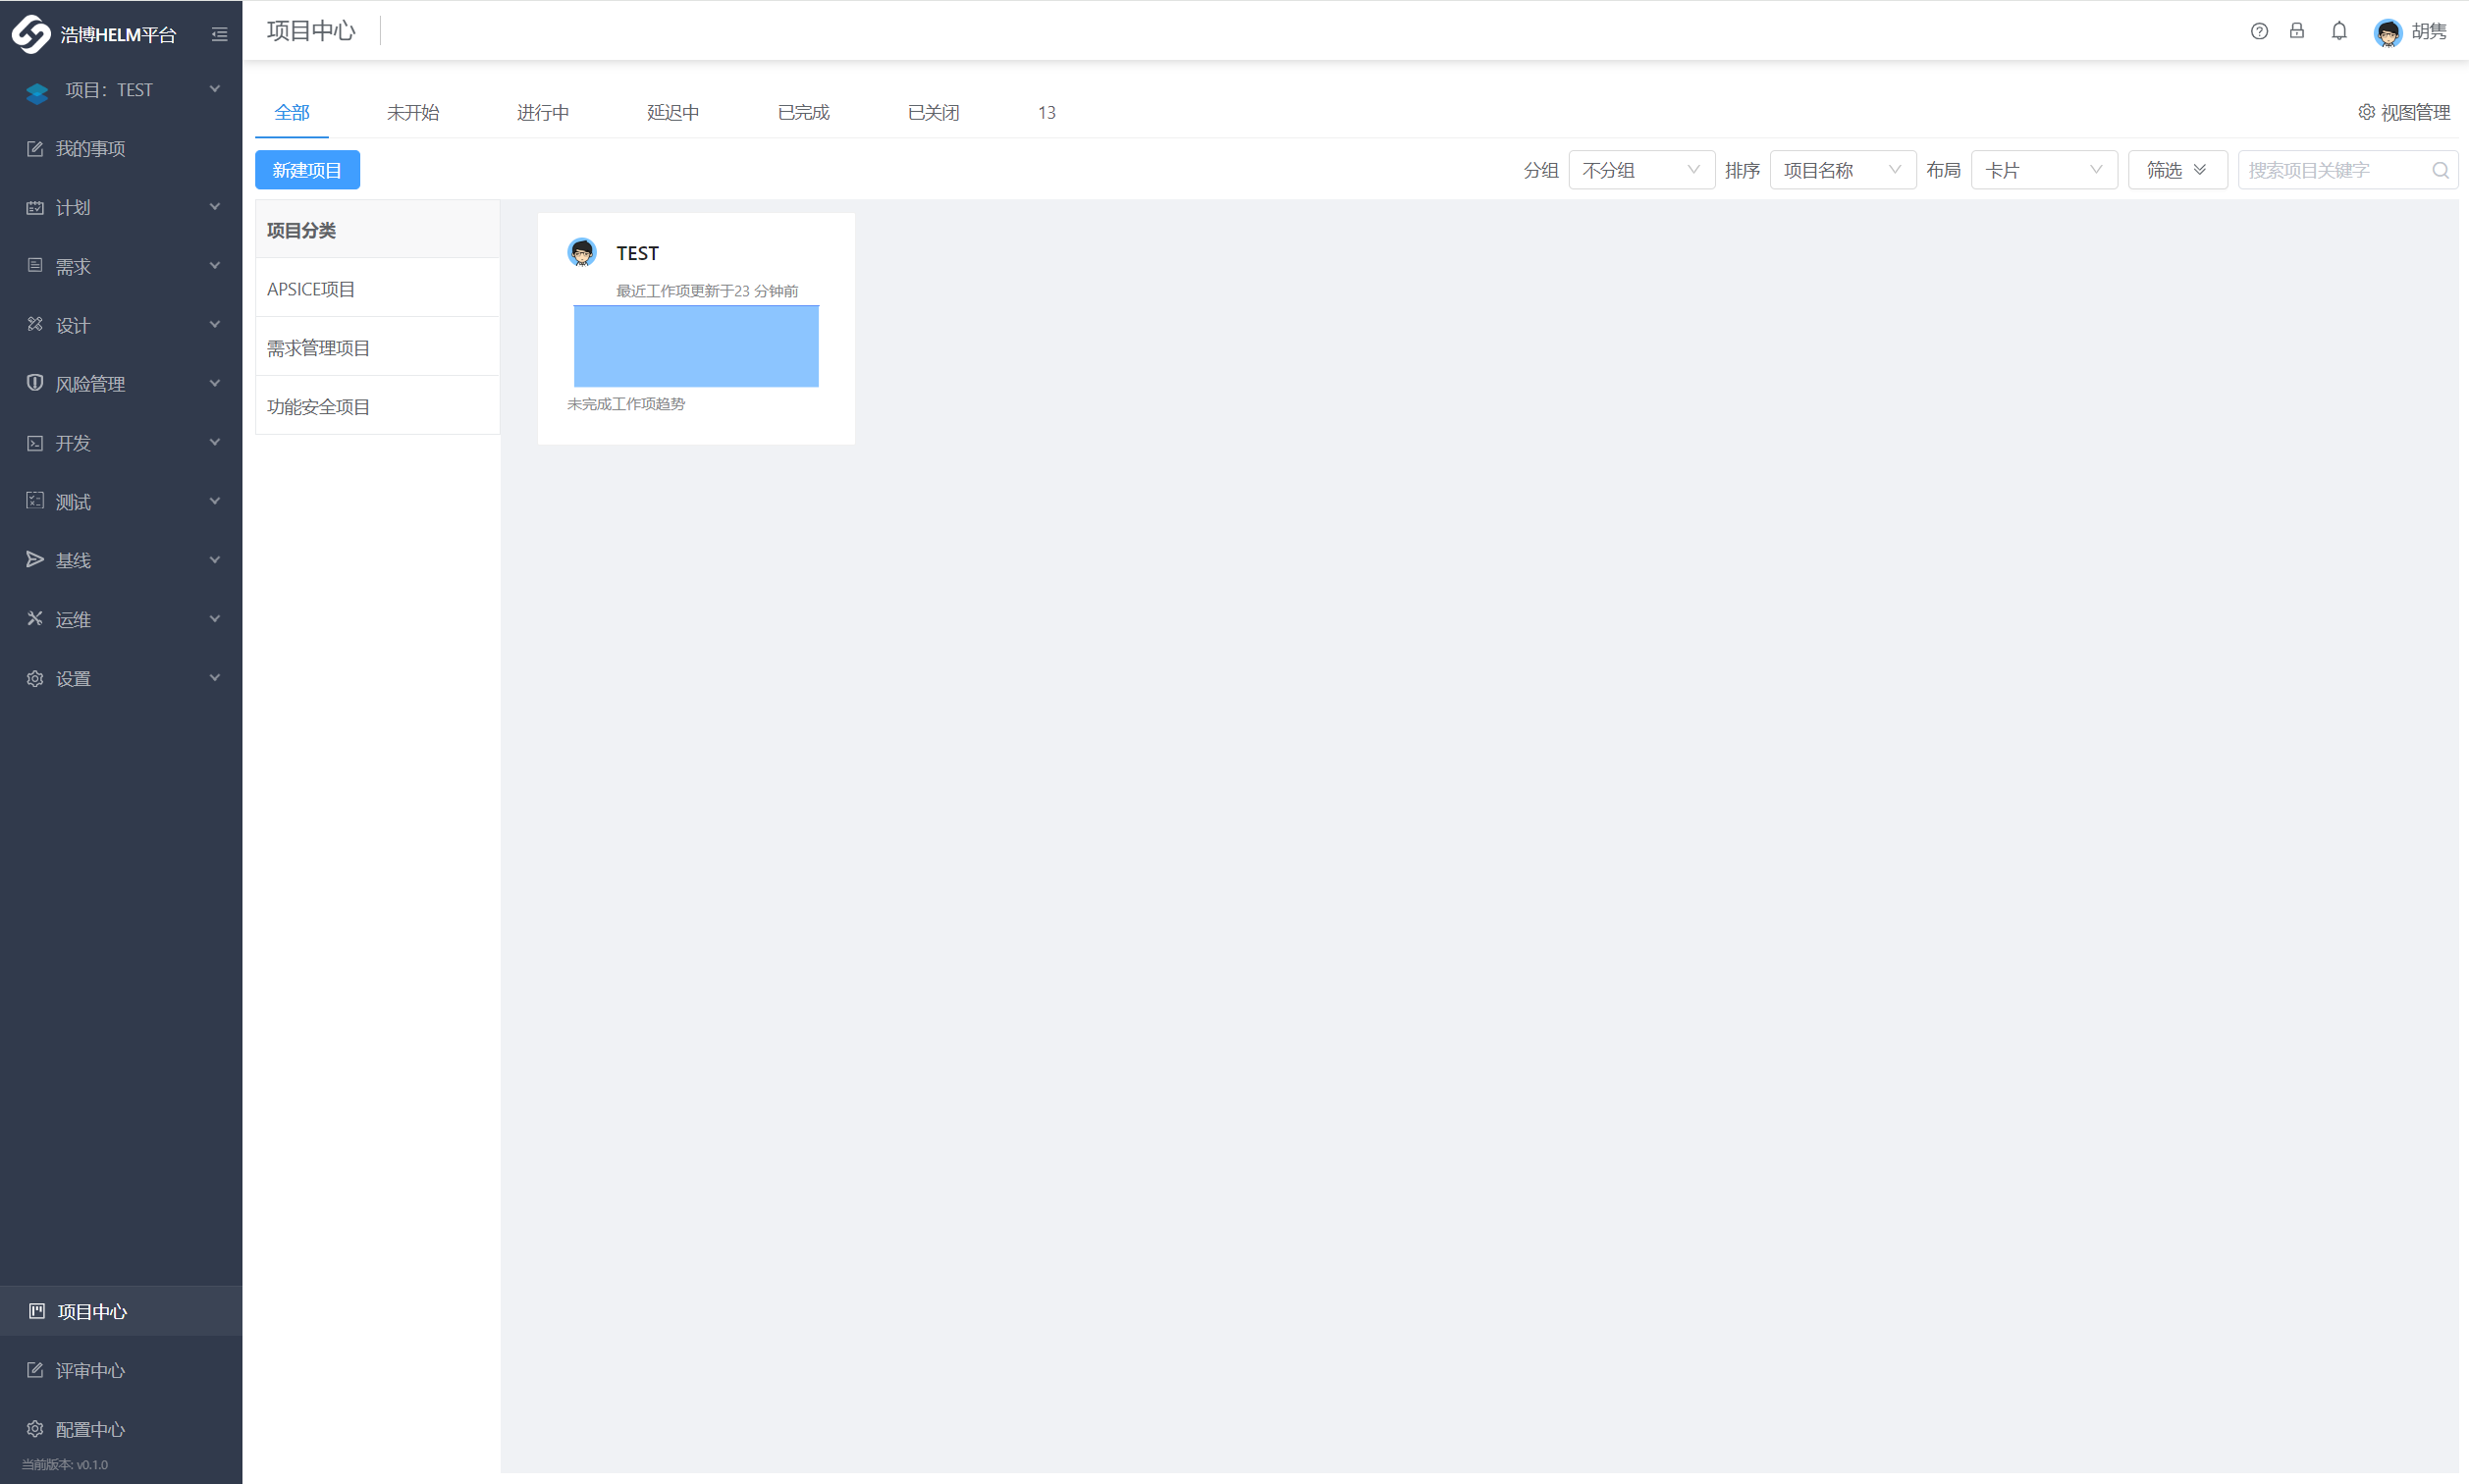 浩博HELM平台
项目：TEST
我的事项
计划
需求
设计
风险管理
开发
测试
基线
运维
设置
项目中心
评审中心
配置中心
当前版本: v0.1.0
项目中心
胡隽
全部
未开始
进行中
延迟中
已完成
已关闭
13
视图管理
新建项目
分组 不分组 排序 项目名称 布局 卡片 筛选 搜索项目关键字
项目分类
APSICE项目
需求管理项目
功能安全项目
TEST
最近工作项更新于23 分钟前
未完成工作项趋势